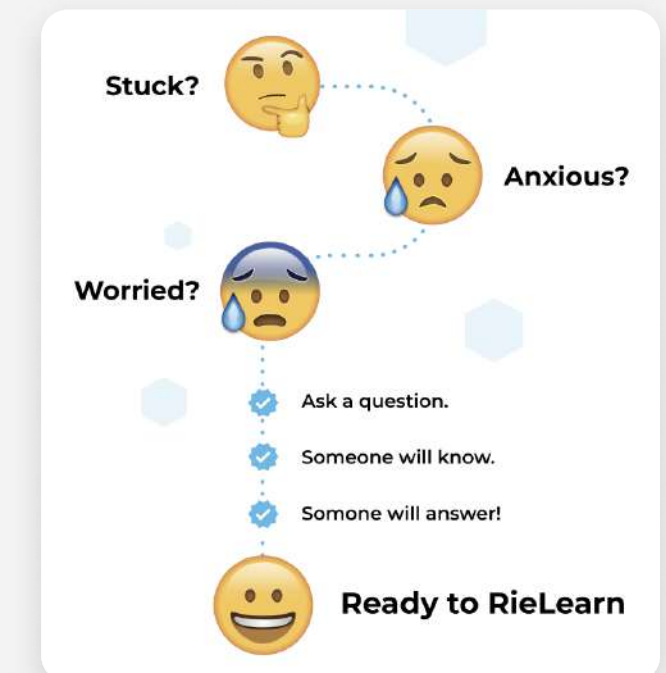 Stuck?
Anxious?
Worried?
Ask a question.
Someone will know.
Somone will answer!
Ready to RieLearn